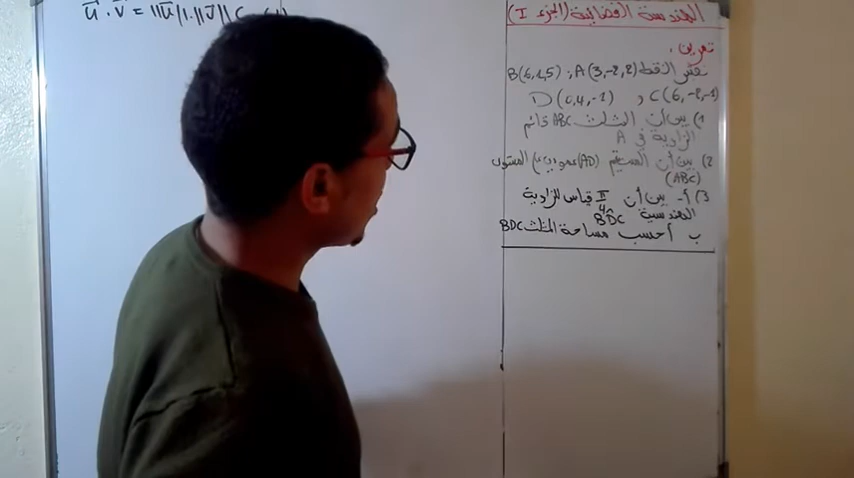 الهندسة الفضائية (الجزء I)
تمرين.
نعتبر النقط A(3,-2,2) ; B(6,1,5)
C(6,-2,-1) و D(0,4,-1)
1) بين أن المثلث ABC قائم
الزاوية في A
2) بين أن المستقيم (AD) عمودي على المستوى
(ABC)
3) أ- بين أن π/4 قياس للزاوية
الهندسية BDC
ب أحسب مساحة المثلث BDC
u⃗ . v⃗ = ||u⃗||.||v⃗||